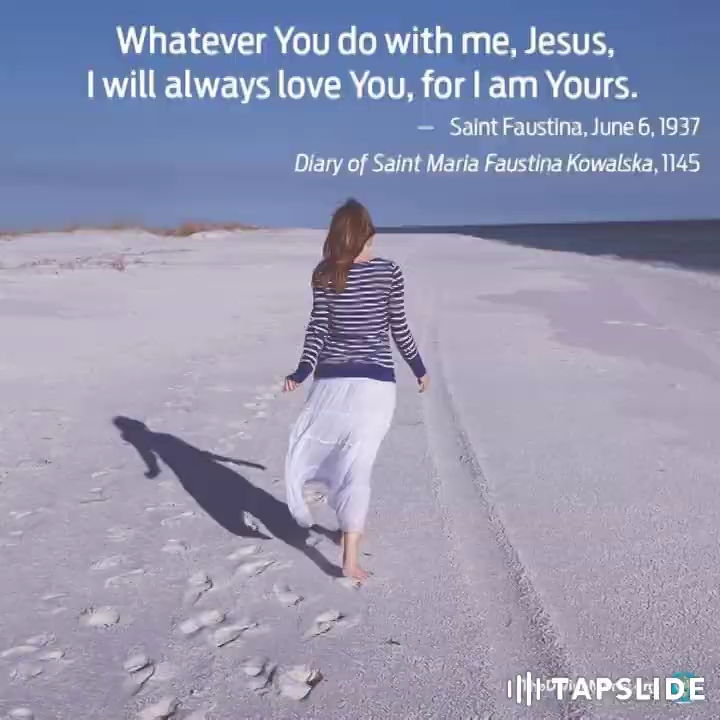 Whatever You do with me, Jesus,
I will always love You, for I am Yours.
— Saint Faustina, June 6, 1937
Diary of Saint Maria Faustina Kowalska, 1145
TAPSLIDE